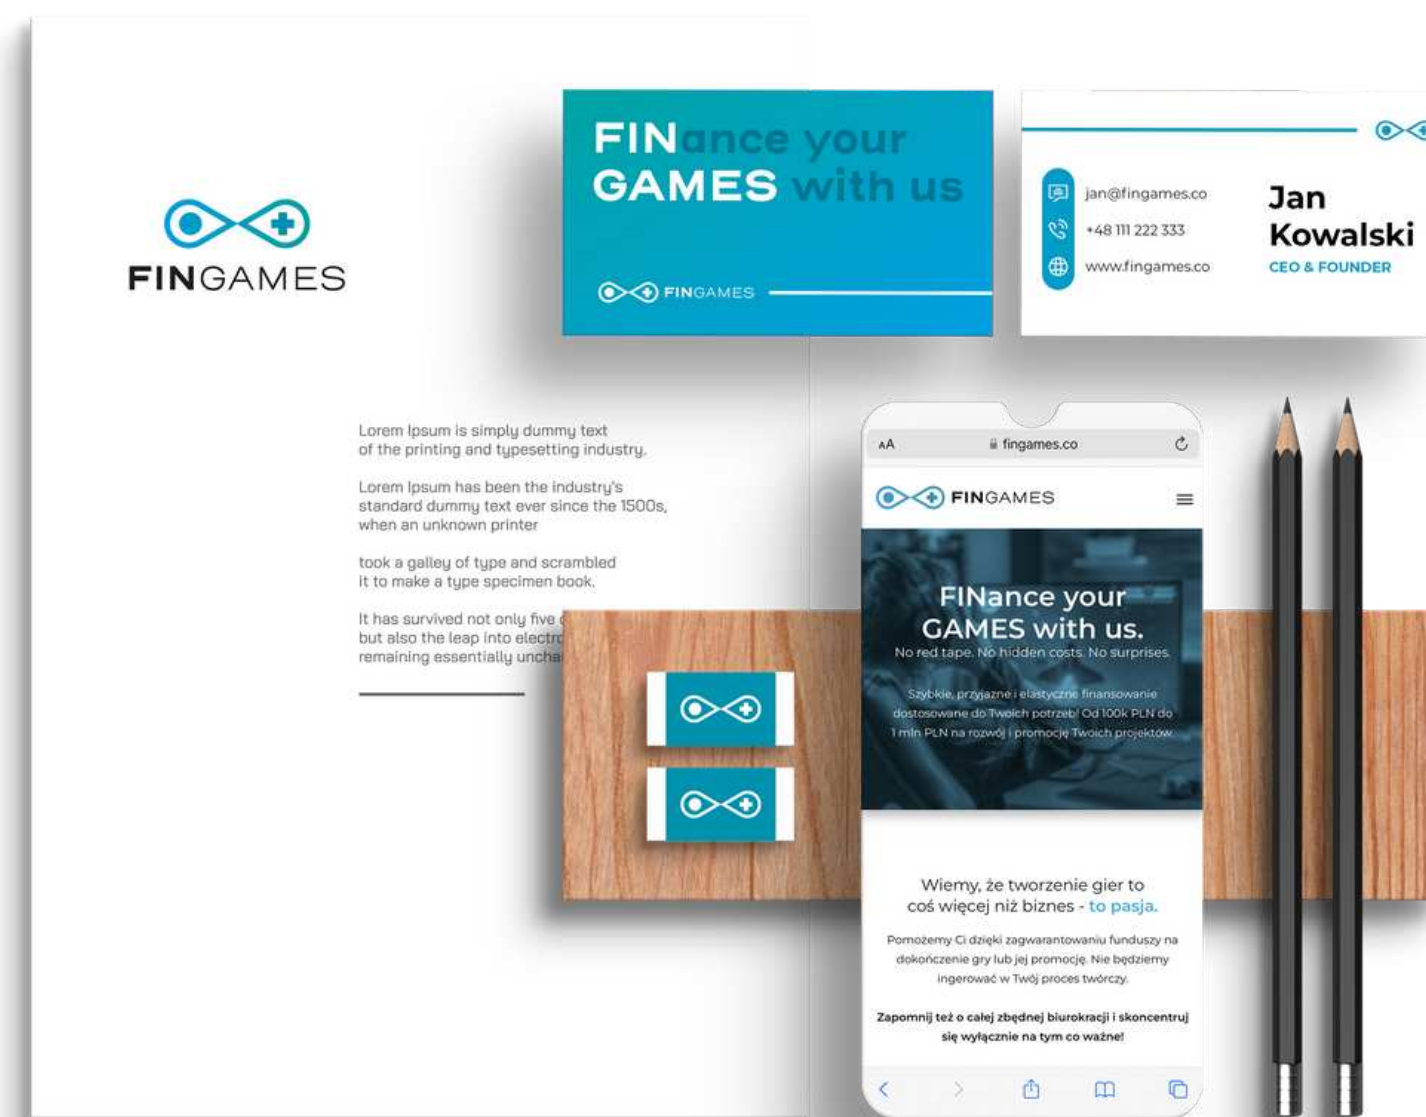 FINGAMES
Lorem Ipsum is simply dummy text
of the printing and typesetting industry.
Lorem Ipsum has been the industry's
standard dummy text ever since the 1500s,
when an unknown printer
took a galley of type and scrambled
it to make a type specimen book.
It has survived not only five
but also the leap into
remaining essentially
FINance your
GAMES with us
FINGAMES
jan@fingames.co
+48 111 222 333
www.fingames.co
Jan
Kowalski
CEO & FOUNDER
AA fingames.co
FINGAMES
FINance your
GAMES with us.
No red tape. No hidden costs. No surprises.
Szybkie, przyjazne i elastyczne finansowanie
dostosowane do Twoich potrzeb! Od 100k PLN do
1 mln PLN na rozwój i promocję Twoich projektów.
Wiemy, że tworzenie gier to
coś więcej niż biznes - to pasja.
Pomożemy Ci dzięki zagwarantowaniu funduszy na
dokończenie gry lub jej promocję. Nie będziemy
ingerować w Twój proces twórczy.
Zapomnij też o całej zbędnej biurokracji i skoncentruj
się wyłącznie na tym co ważne!